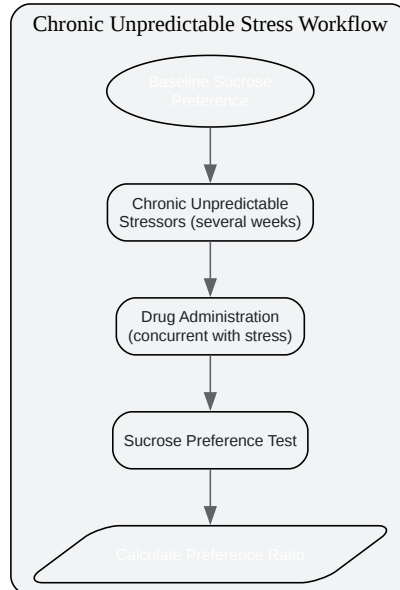 Chronic Unpredictable Stress Workflow
Baseline Sucrose
Preference
Chronic Unpredictable
Stressors (several weeks)
Drug Administration
(concurrent with stress)
Sucrose Preference Test
Calculate Preference Ratio